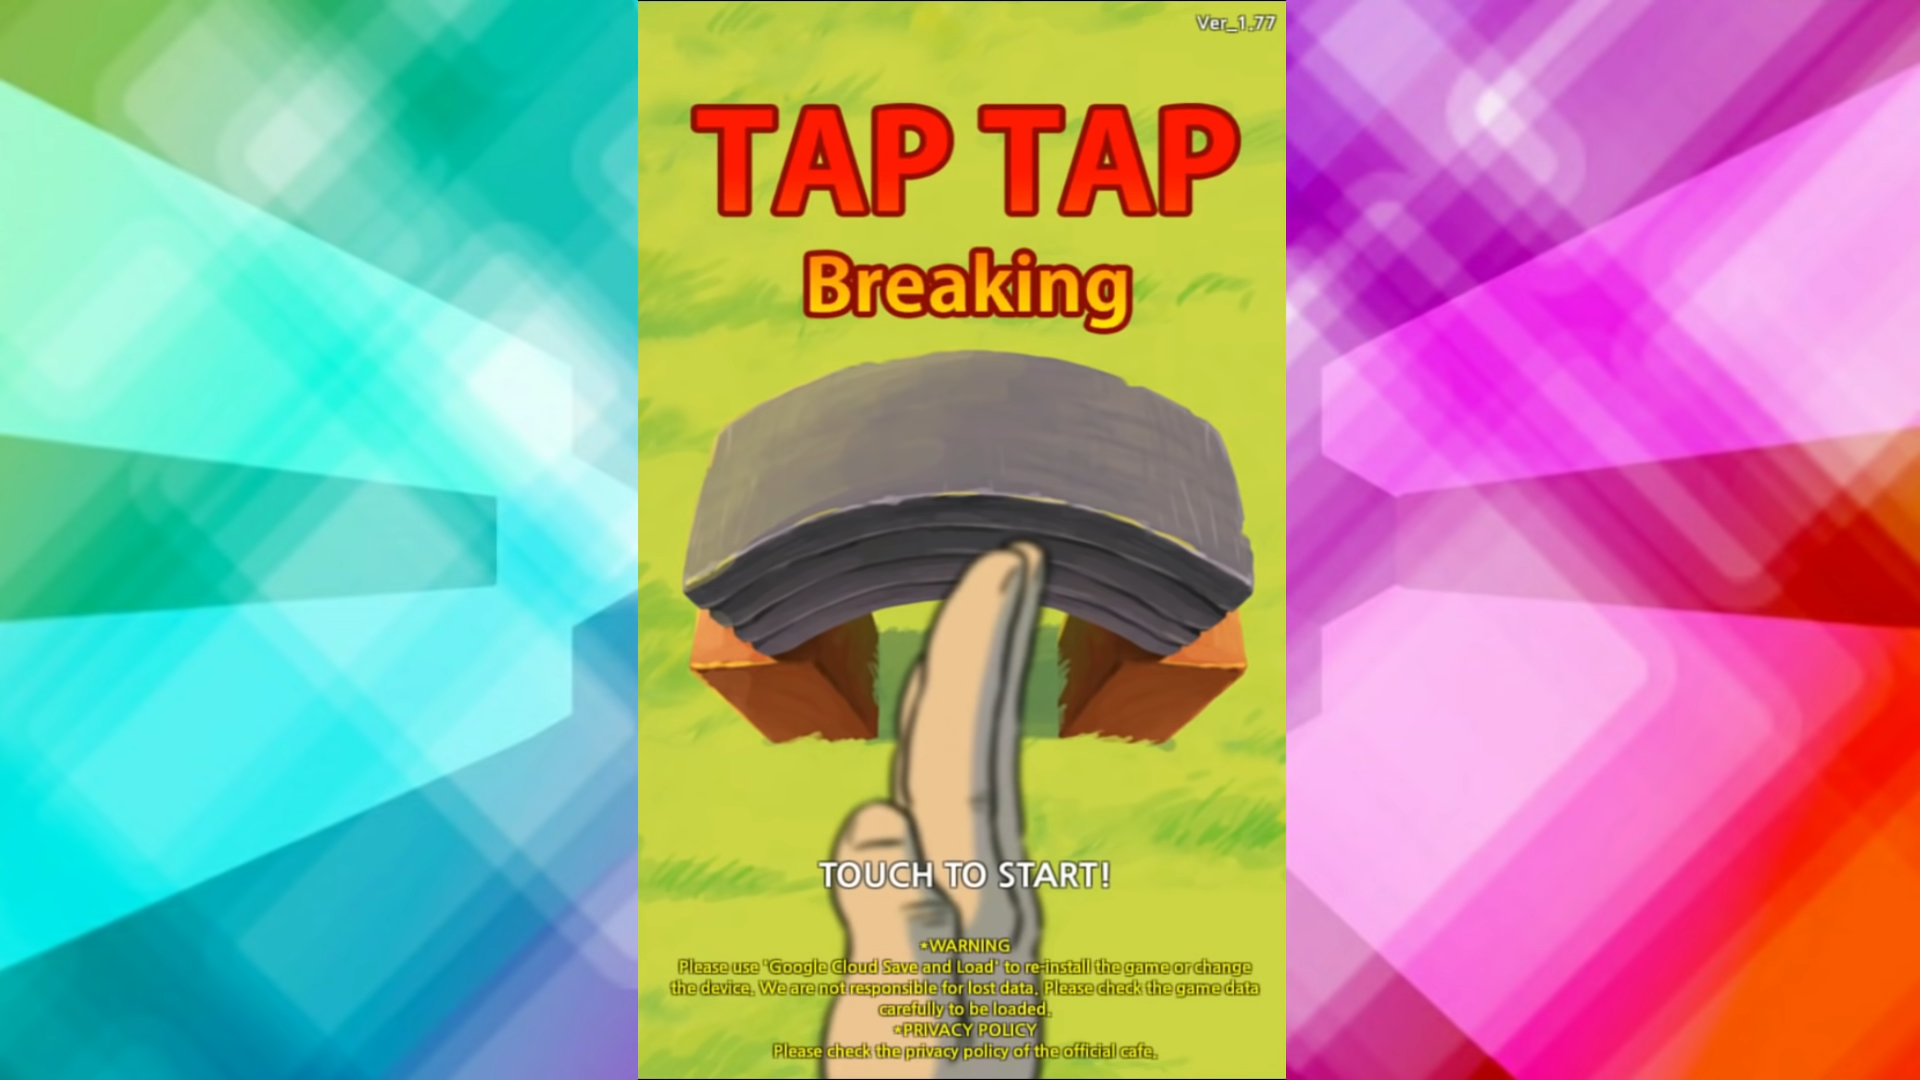 Ver_1.77
TAP TAP
Breaking
TOUCH TO START!
*WARNING
Please use 'Google Cloud Save and Load' to re-install the game or change
the device. We are not responsible for lost data. Please check the game data
carefully to be loaded.
*PRIVACY POLICY
Please check the privacy policy of the official cafe.